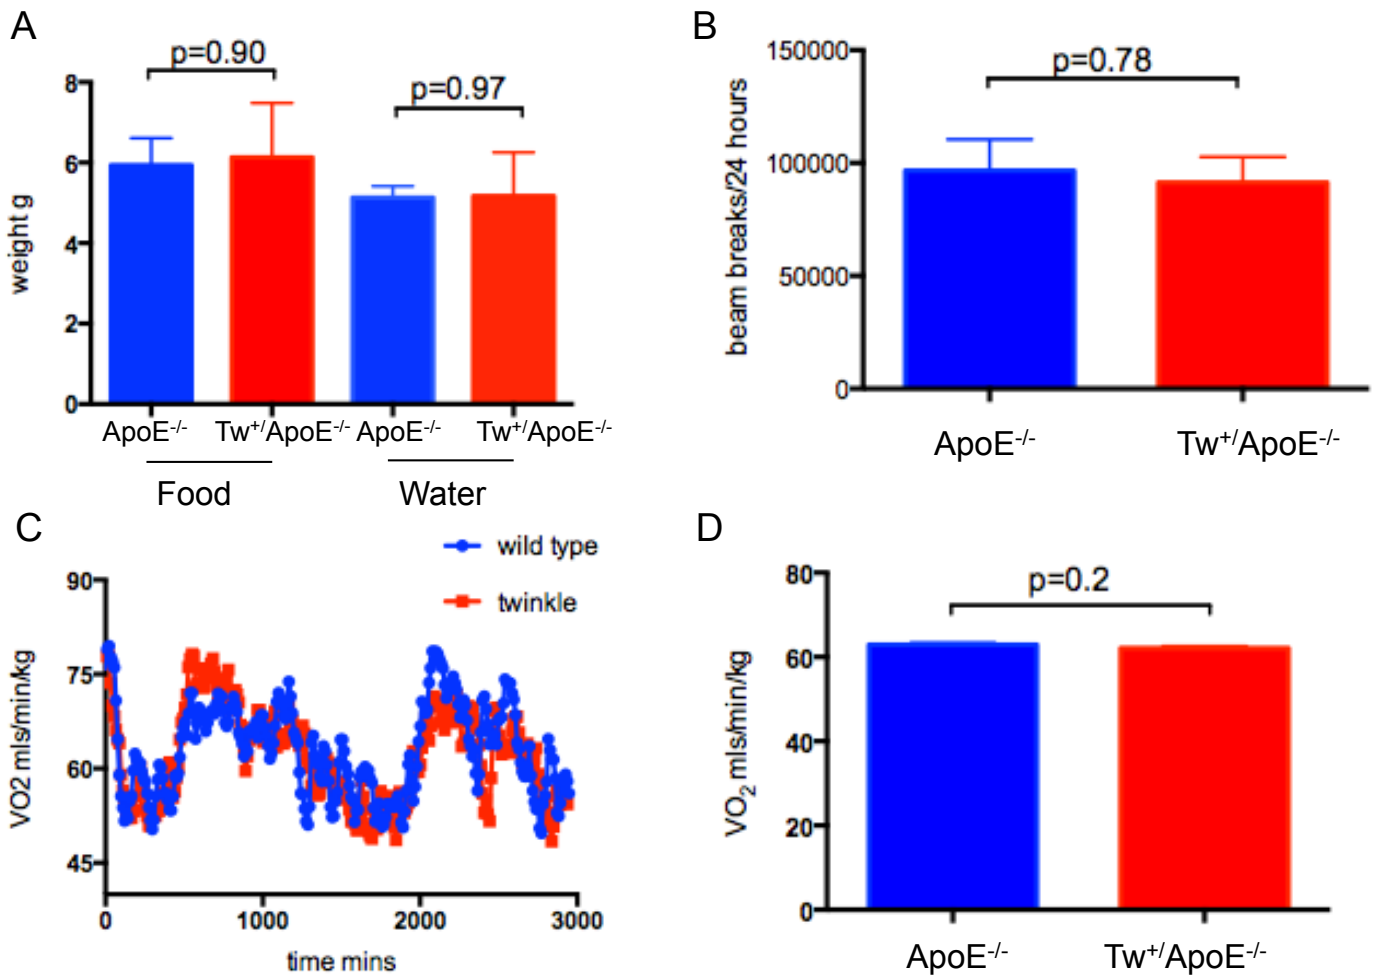 A
p=0.90
p=0.97
8
6
4
2
0
weight g
ApoE-/- Tw+/ApoE-/- ApoE-/- Tw+/ApoE-/-
Food Water
B
p=0.78
150000
100000
50000
0
beam breaks/24 hours
ApoE-/- Tw+/ApoE-/-
C
wild type
twinkle
90
75
60
45
VO2 mls/min/kg
0 1000 2000 3000
time mins
D
p=0.2
80
60
40
20
0
VO2 mls/min/kg
ApoE-/- Tw+/ApoE-/-